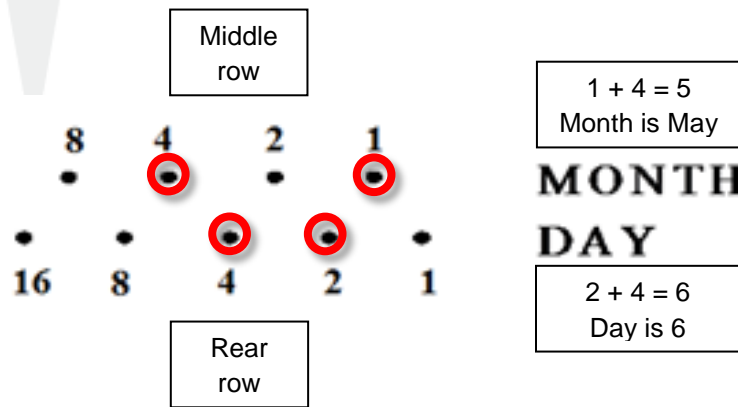 Middle
row
1 + 4 = 5
Month is May
8 4 2 1
MONTH
DAY
16 8 4 2 1
2 + 4 = 6
Day is 6
Rear
row